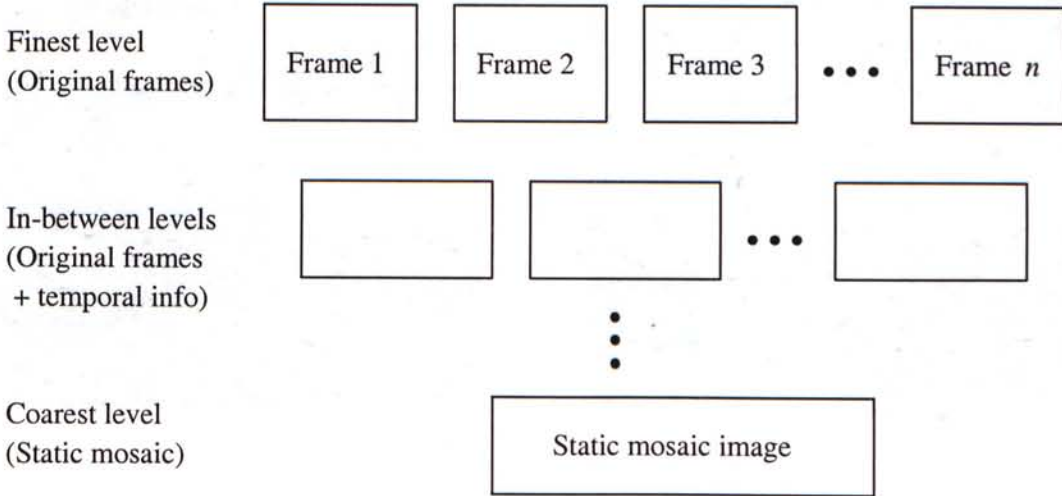 Finest level
(Original frames)
Frame 1
Frame 2
Frame 3
Frame n
In-between levels
(Original frames
+ temporal info)
Coarest level
(Static mosaic)
Static mosaic image